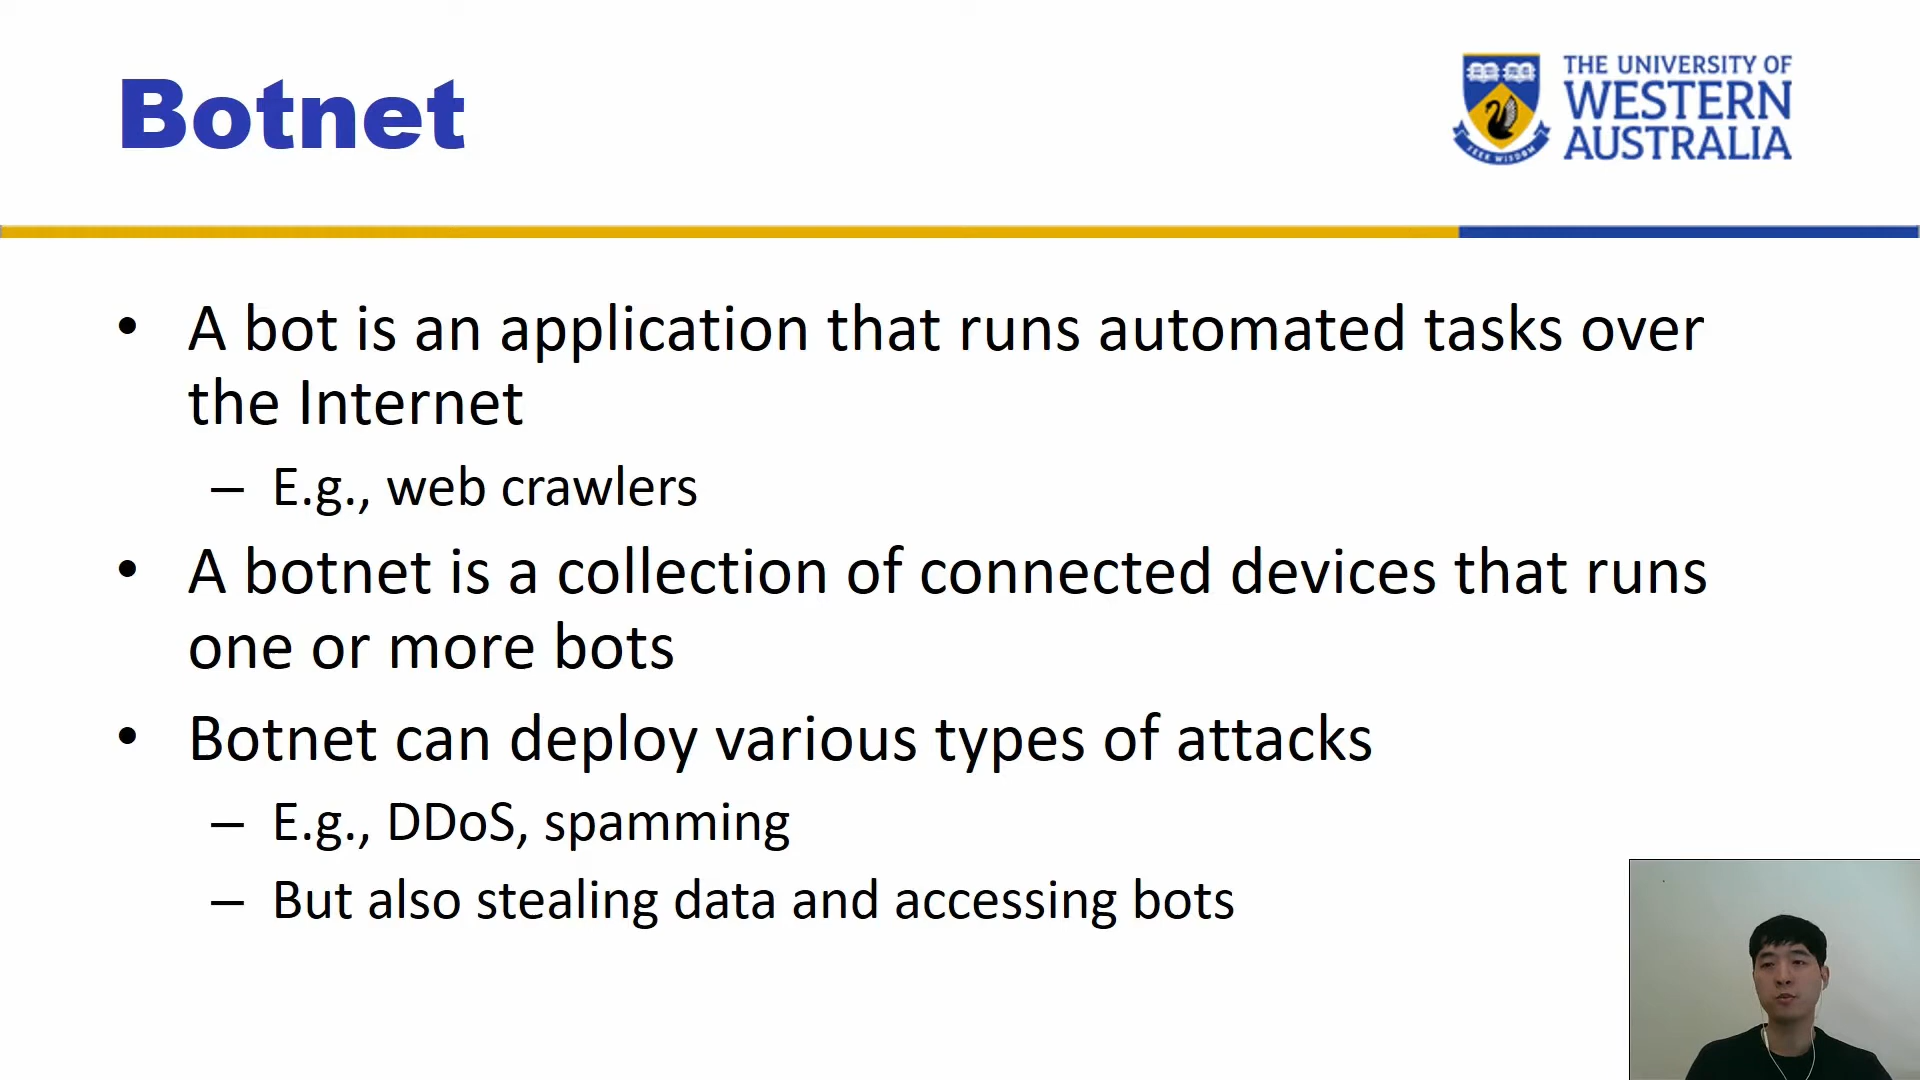 Botnet
THE UNIVERSITY OF
WESTERN
AUSTRALIA
SEEK WISDOM
• A bot is an application that runs automated tasks over
the Internet
– E.g., web crawlers
• A botnet is a collection of connected devices that runs
one or more bots
• Botnet can deploy various types of attacks
– E.g., DDoS, spamming
– But also stealing data and accessing bots